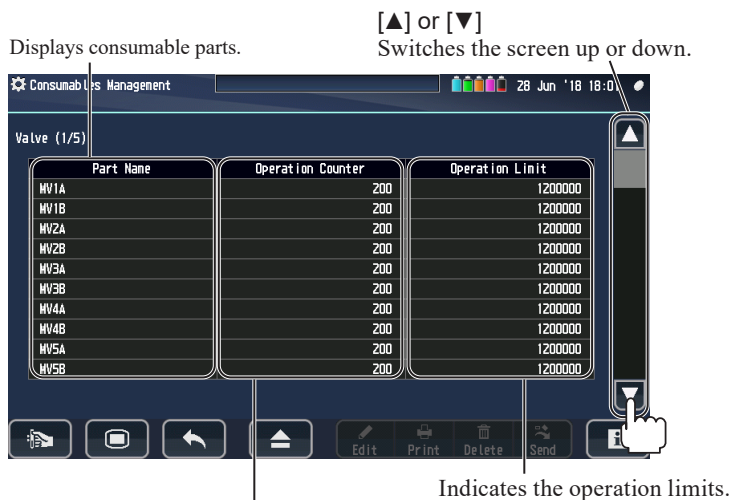 [▲] or [▼]
Displays consumable parts.
Switches the screen up or down.
Consumables Management 28 Jun '18 18:0
Valve (1/5)
Part Name Operation Counter Operation Limit
MV1A 200 1200000
MV1B 200 1200000
MV2A 200 1200000
MV2B 200 1200000
MV3A 200 1200000
MV3B 200 1200000
MV4A 200 1200000
MV4B 200 1200000
MV5A 200 1200000
MV5B 200 1200000
Edit Print Delete Send i
Indicates the operation limits.